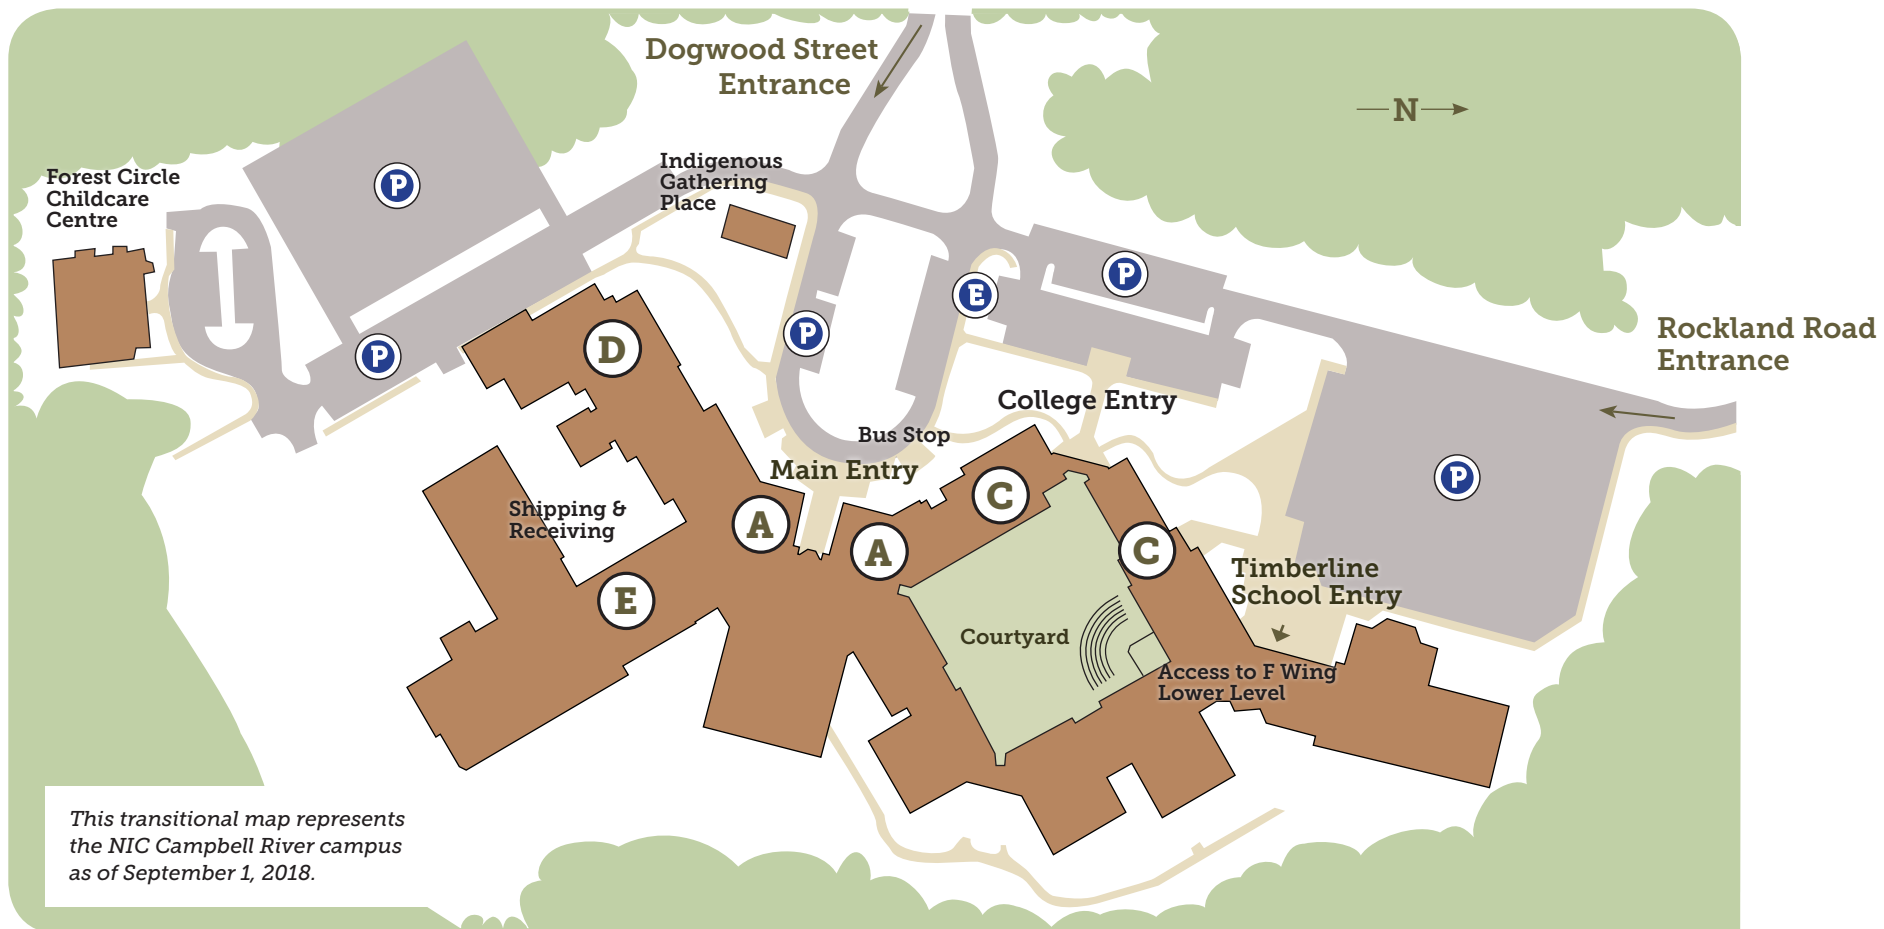 Dogwood Street
Entrance
N
Forest Circle
Childcare
Centre
P
Indigenous
Gathering
Place
P
E
P
P
P
Rockland Road
Entrance
D
College Entry
Bus Stop
Main Entry
P
C
Shipping &
Receiving
A
A
C
Timberline
School Entry
E
Courtyard
Access to F Wing
Lower Level
This transitional map represents
the NIC Campbell River campus
as of September 1, 2018.